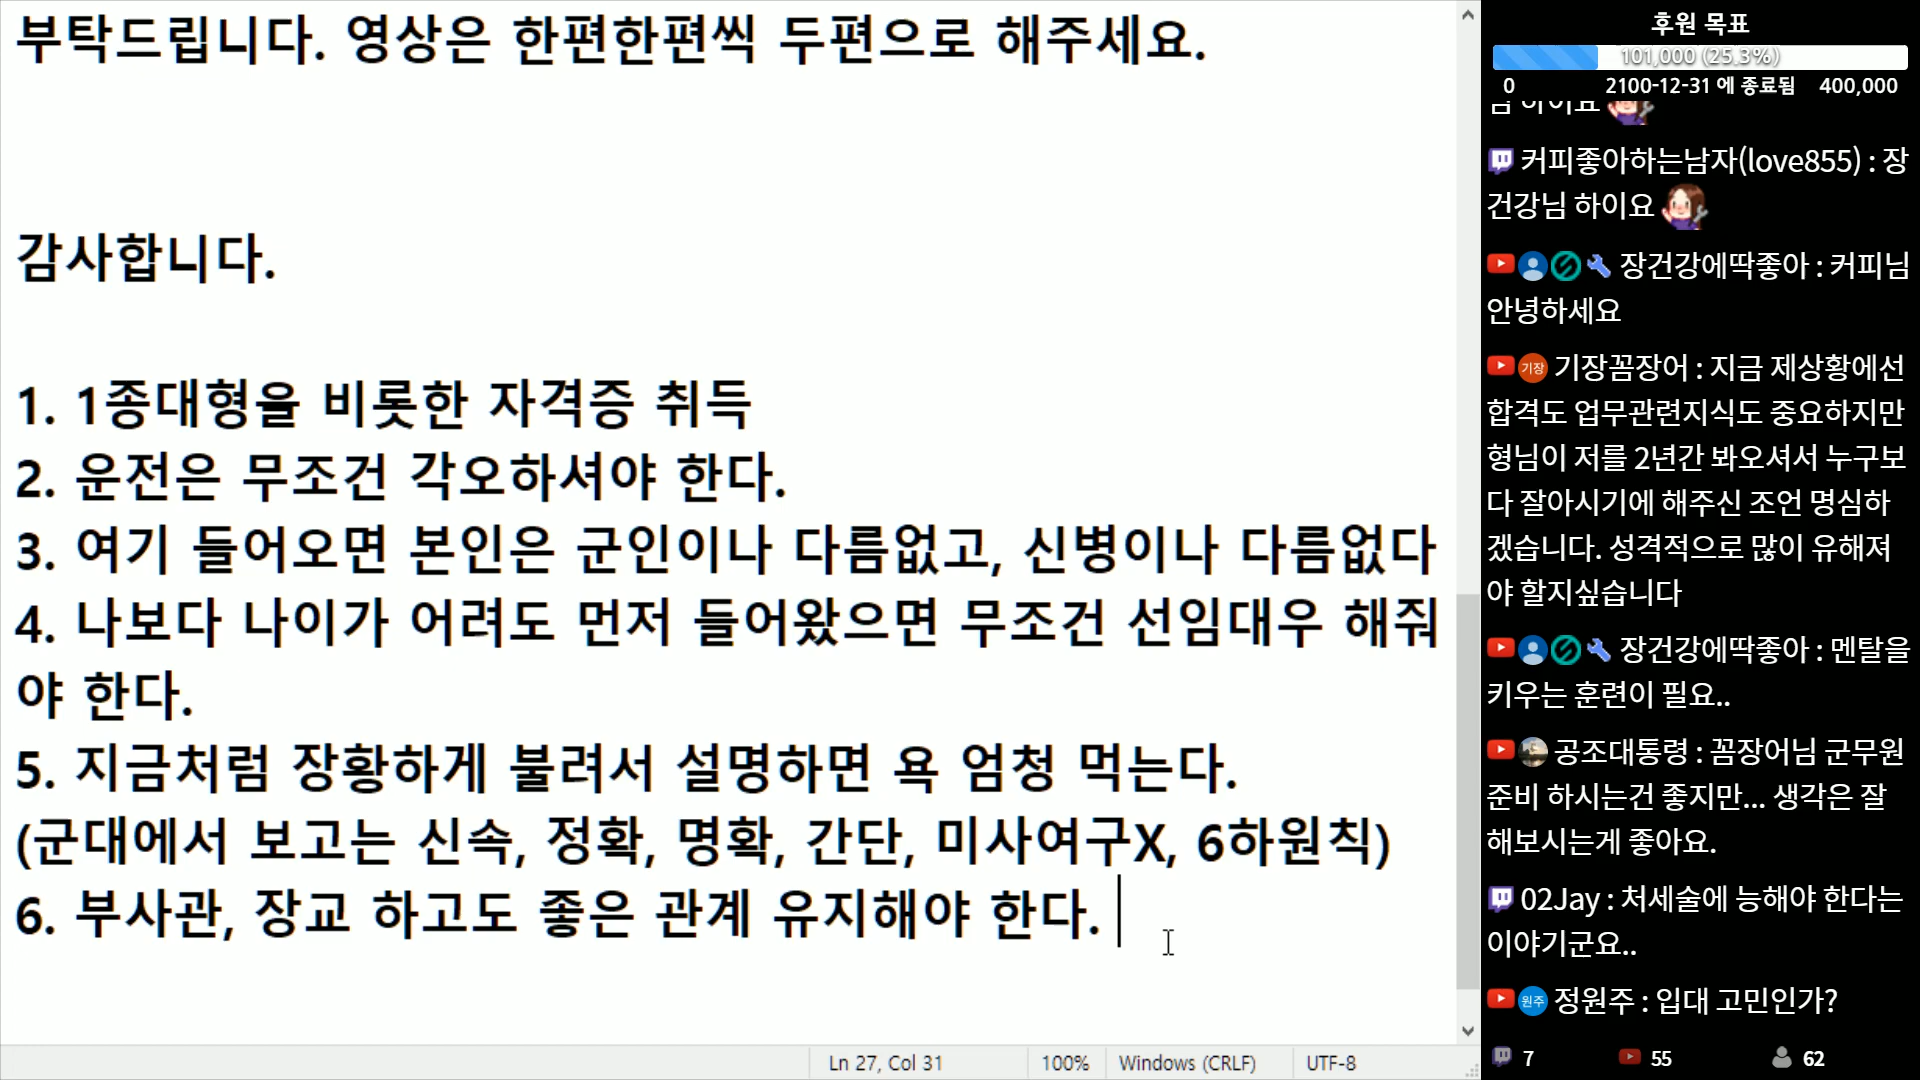 부탁드립니다. 영상은 한편한편씩 두편으로 해주세요.
감사합니다.
1. 1종대형을 비롯한 자격증 취득
2. 운전은 무조건 각오하셔야 한다.
3. 여기 들어오면 본인은 군인이나 다름없고, 신병이나 다름없다
4. 나보다 나이가 어려도 먼저 들어왔으면 무조건 선임대우 해줘
야 한다.
5. 지금처럼 장황하게 불려서 설명하면 욕 엄청 먹는다.
(군대에서 보고는 신속, 정확, 명확, 간단, 미사여구X, 6하원칙)
6. 부사관, 장교 하고도 좋은 관계 유지해야 한다.
Ln 27, Col 31
100%
Windows (CRLF)
UTF-8
후원 목표
101,000 (25.3%)
0
2100-12-31 에 종료됨
400,000
님 하이요
커피좋아하는남자(love855) : 장
건강님 하이요
장건강에딱좋아 : 커피님
안녕하세요
기장
기장꼼장어 : 지금 제상황에선
합격도 업무관련지식도 중요하지만
형님이 저를 2년간 봐오셔서 누구보
다 잘아시기에 해주신 조언 명심하
겠습니다. 성격적으로 많이 유해져
야 할지싶습니다
장건강에딱좋아 : 멘탈을
키우는 훈련이 필요..
공조대통령 : 꼼장어님 군무원
준비 하시는건 좋지만... 생각은 잘
해보시는게 좋아요.
02Jay : 처세술에 능해야 한다는
이야기군요..
원주
정원주 : 입대 고민인가?
7
55
62